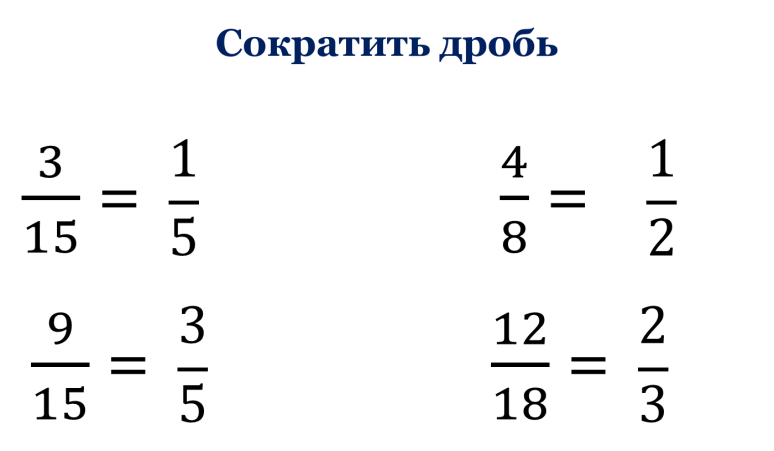 Сократить дробь
3/15 = 1/5 4/8 = 1/2
9/15 = 3/5 12/18 = 2/3